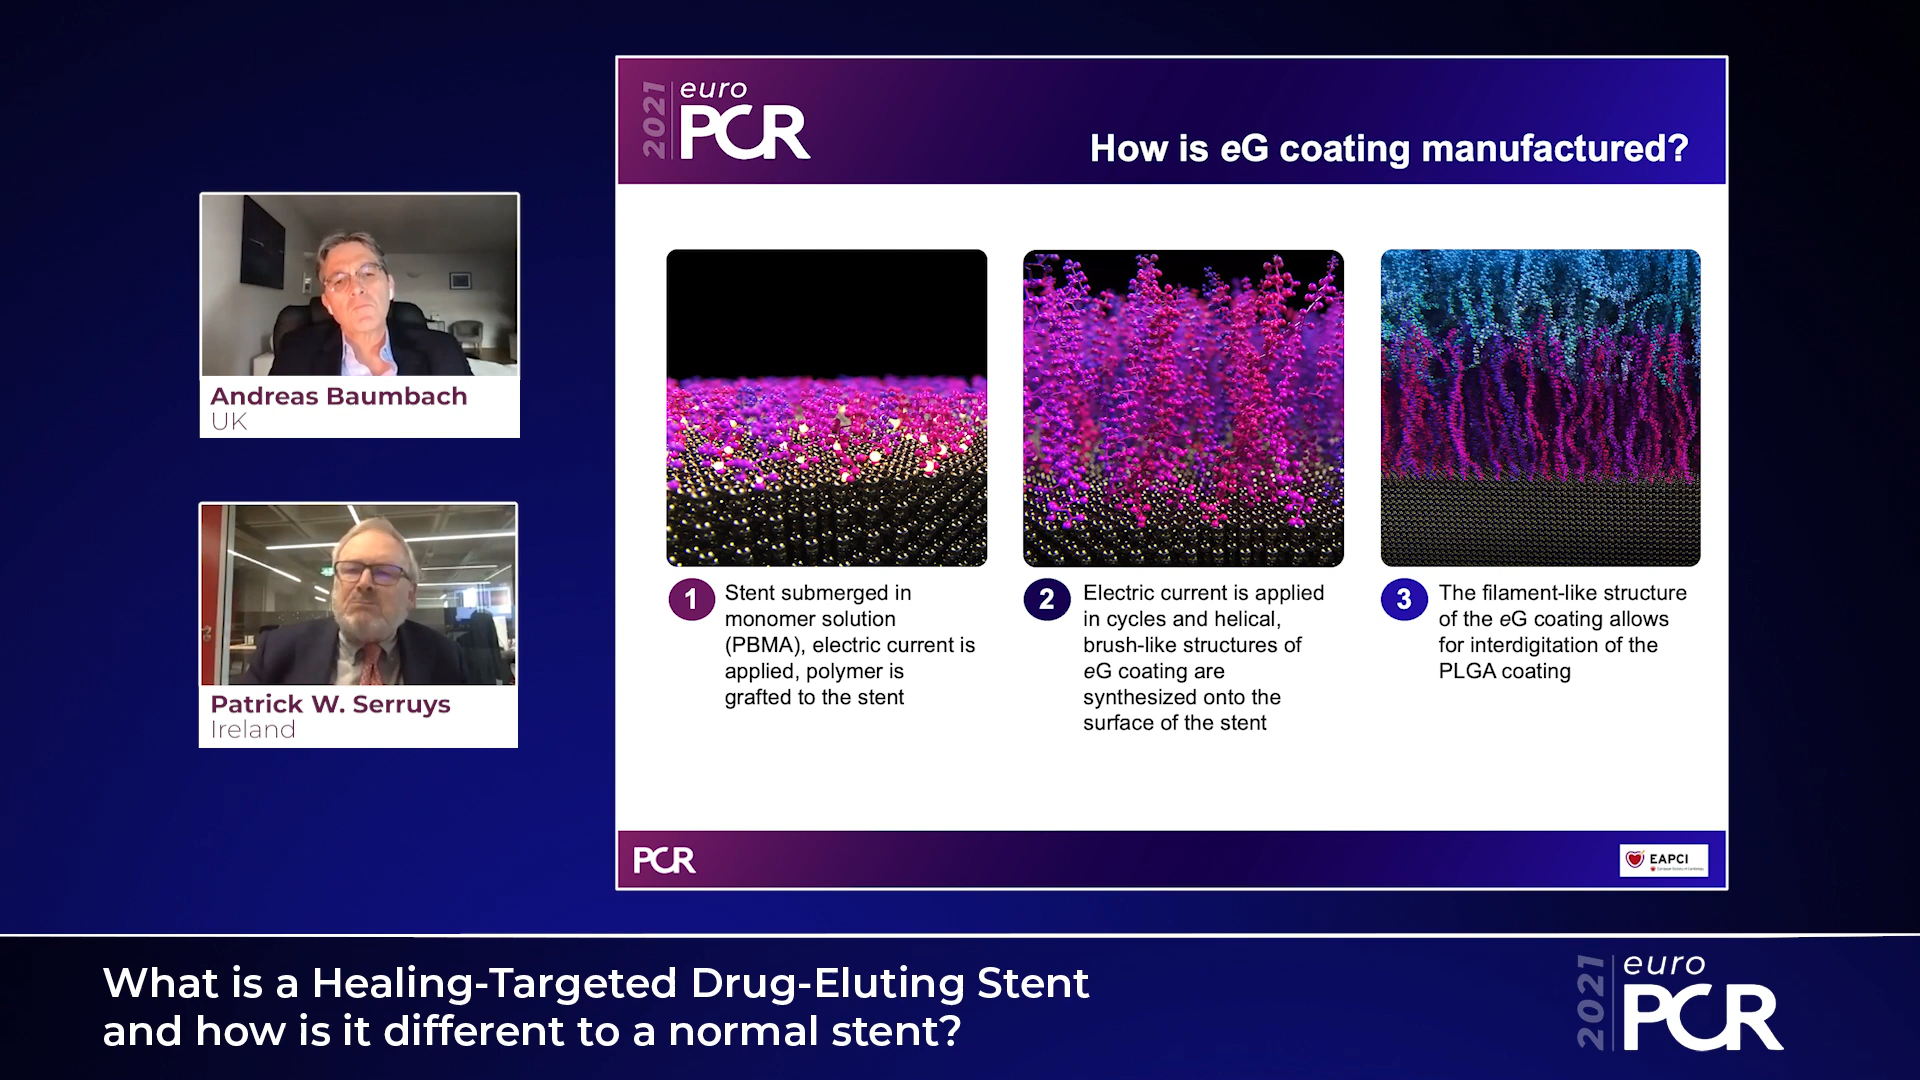 2021
euro
PCR
How is eG coating manufactured?
Andreas Baumbach
UK
Patrick W. Serruys
Ireland
1
Stent submerged in
monomer solution
(PBMA), electric current is
applied, polymer is
grafted to the stent
2
Electric current is applied
in cycles and helical,
brush-like structures of
eG coating are
synthesized onto the
surface of the stent
3
The filament-like structure
of the eG coating allows
for interdigitation of the
PLGA coating
PCR
EAPCI
What is a Healing-Targeted Drug-Eluting Stent
and how is it different to a normal stent?
2021
euro
PCR